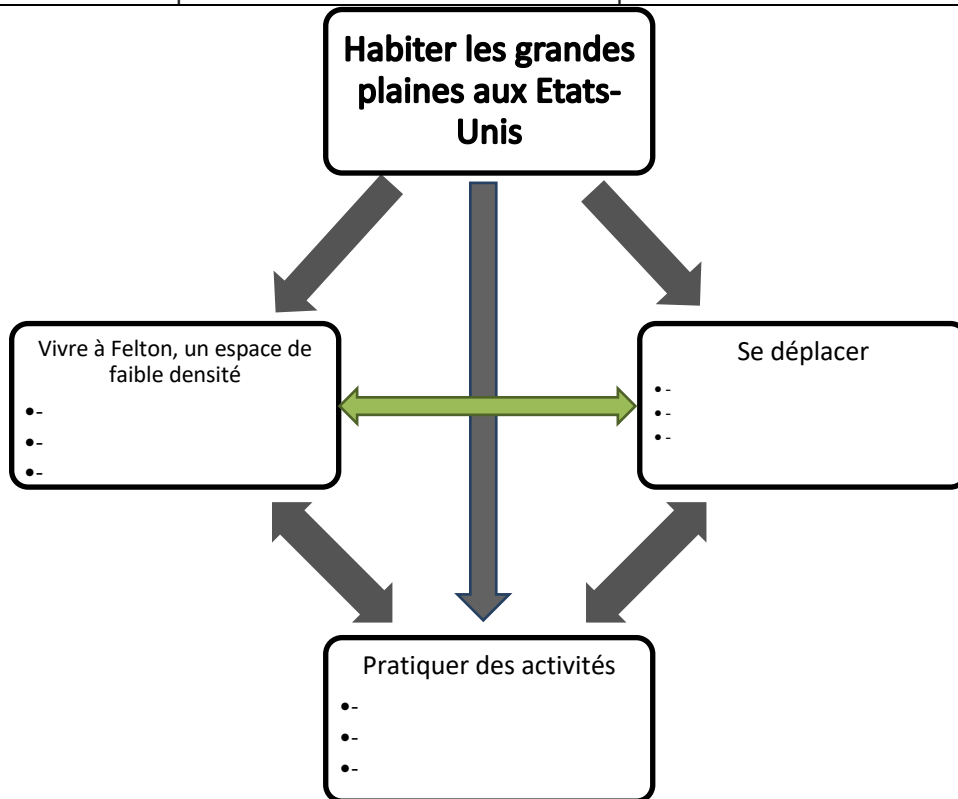 Habiter les grandes
plaines aux Etats-
Unis
Vivre à Felton, un espace de
faible densité
•-
•-
•-
Se déplacer
•-
•-
•-
Pratiquer des activités
•-
•-
•-